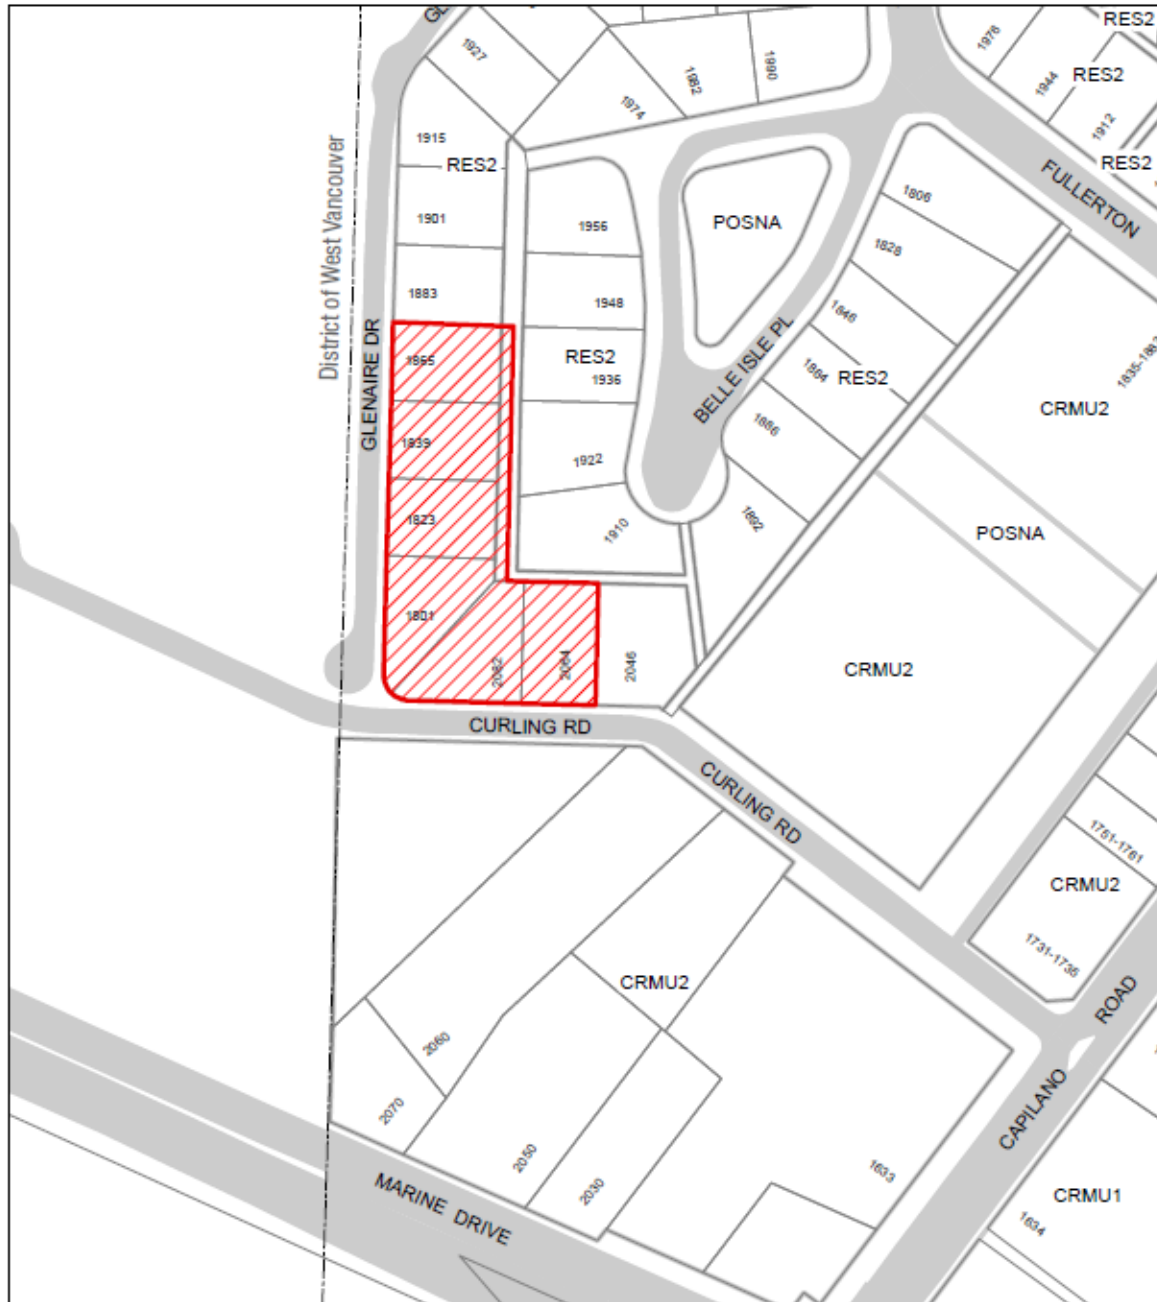 RES2
1927
1990
1976
1982
1944
RES2
1974
1912
1915
RES2
RES2
FULLERTON
1806
1901
1956
POSNA
1828
District of West Vancouver
1883
1948
1846
GLENAIRE DR
BELLE ISLE PL
RES2
1936
1864
RES2
1865
CRMU2
1839
1886
1922
1823
1910
1892
POSNA
1801
2082
2064
2046
CRMU2
CURLING RD
CURLING RD
1751-1761
CRMU2
1731-1735
CRMU2
ROAD
2060
CAPILANO
2070
2050
2030
1633
MARINE DRIVE
CRMU1
1634